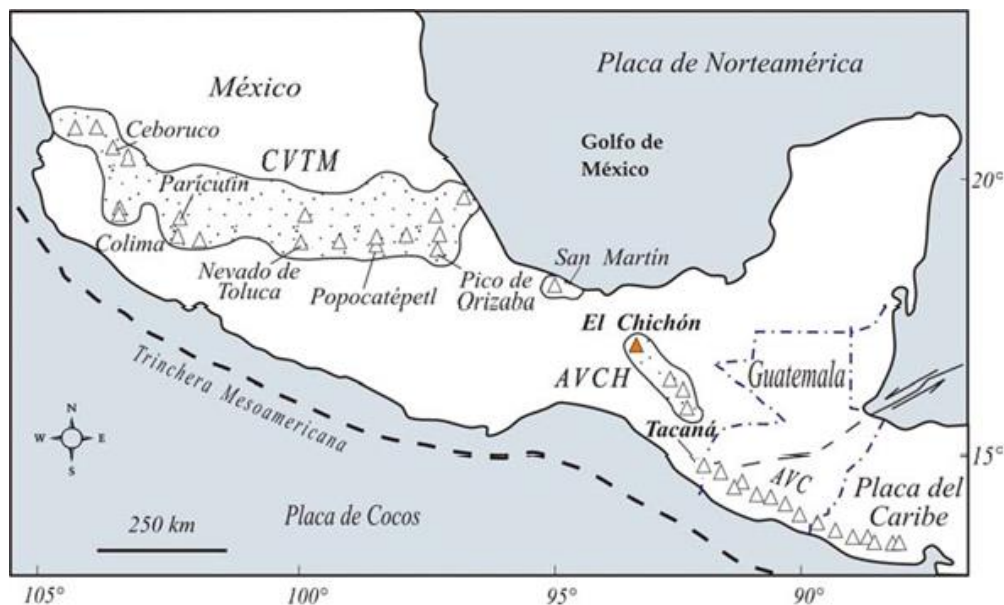 Placa de Norteamérica
México
Ceboruco
CVTM
Golfo de
México
Parícutin
20°
Colima
Nevado de
Toluca
Popocatépetl
Pico de
Orizaba
San Martín
El Chichón
Trinchera Mesoamericana
AVCH
Guatemala
Tacaná
N
W
E
S
15°
AVC
Placa del
Caribe
Placa de Cocos
250 km
105°
100°
95°
90°